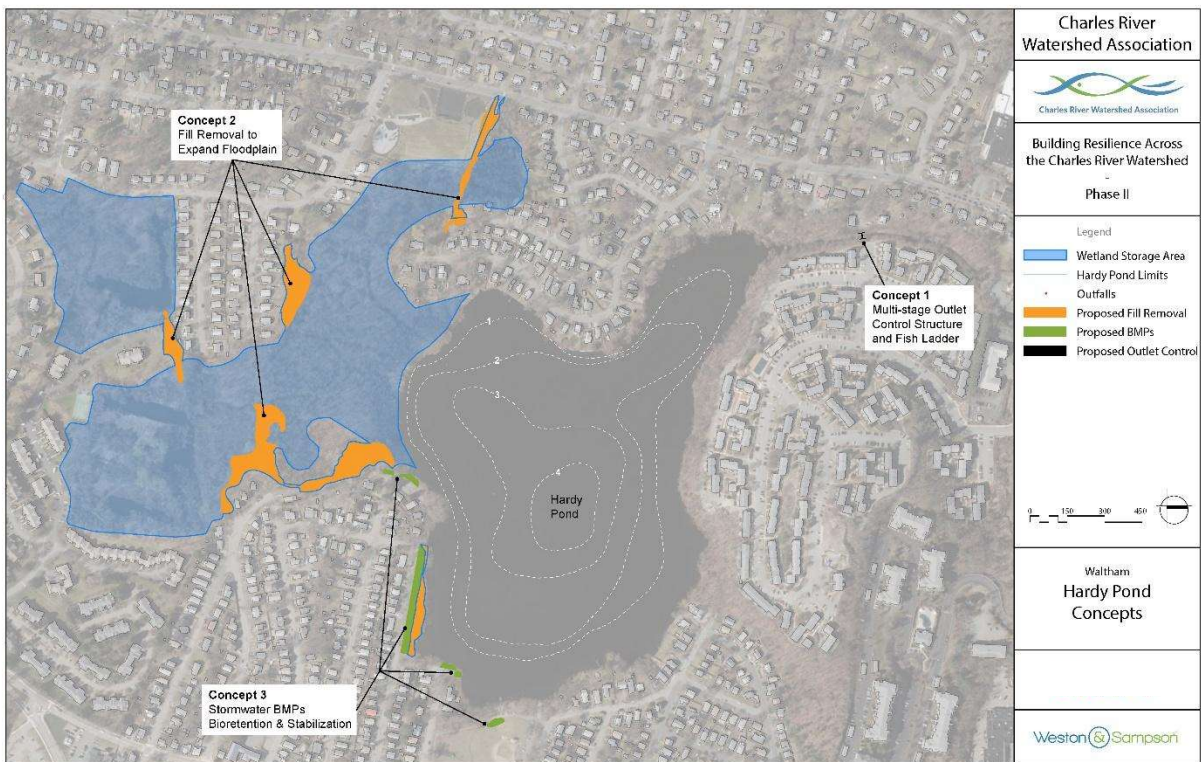 Concept 2
Fill Removal to
Expand Floodplain
Concept 1
Multi-stage Outlet
Control Structure
and Fish Ladder
1
2
3
4
Hardy
Pond
Concept 3
Stormwater BMPs
Bioretention & Stabilization
Charles River
Watershed Association
Charles River Watershed Association
Building Resilience Across
the Charles River Watershed
-
Phase II
Legend
Wetland Storage Area
Hardy Pond Limits
Outfalls
Proposed Fill Removal
Proposed BMPs
Proposed Outlet Control
0 150 300 450
Waltham
Hardy Pond
Concepts
Weston & Sampson